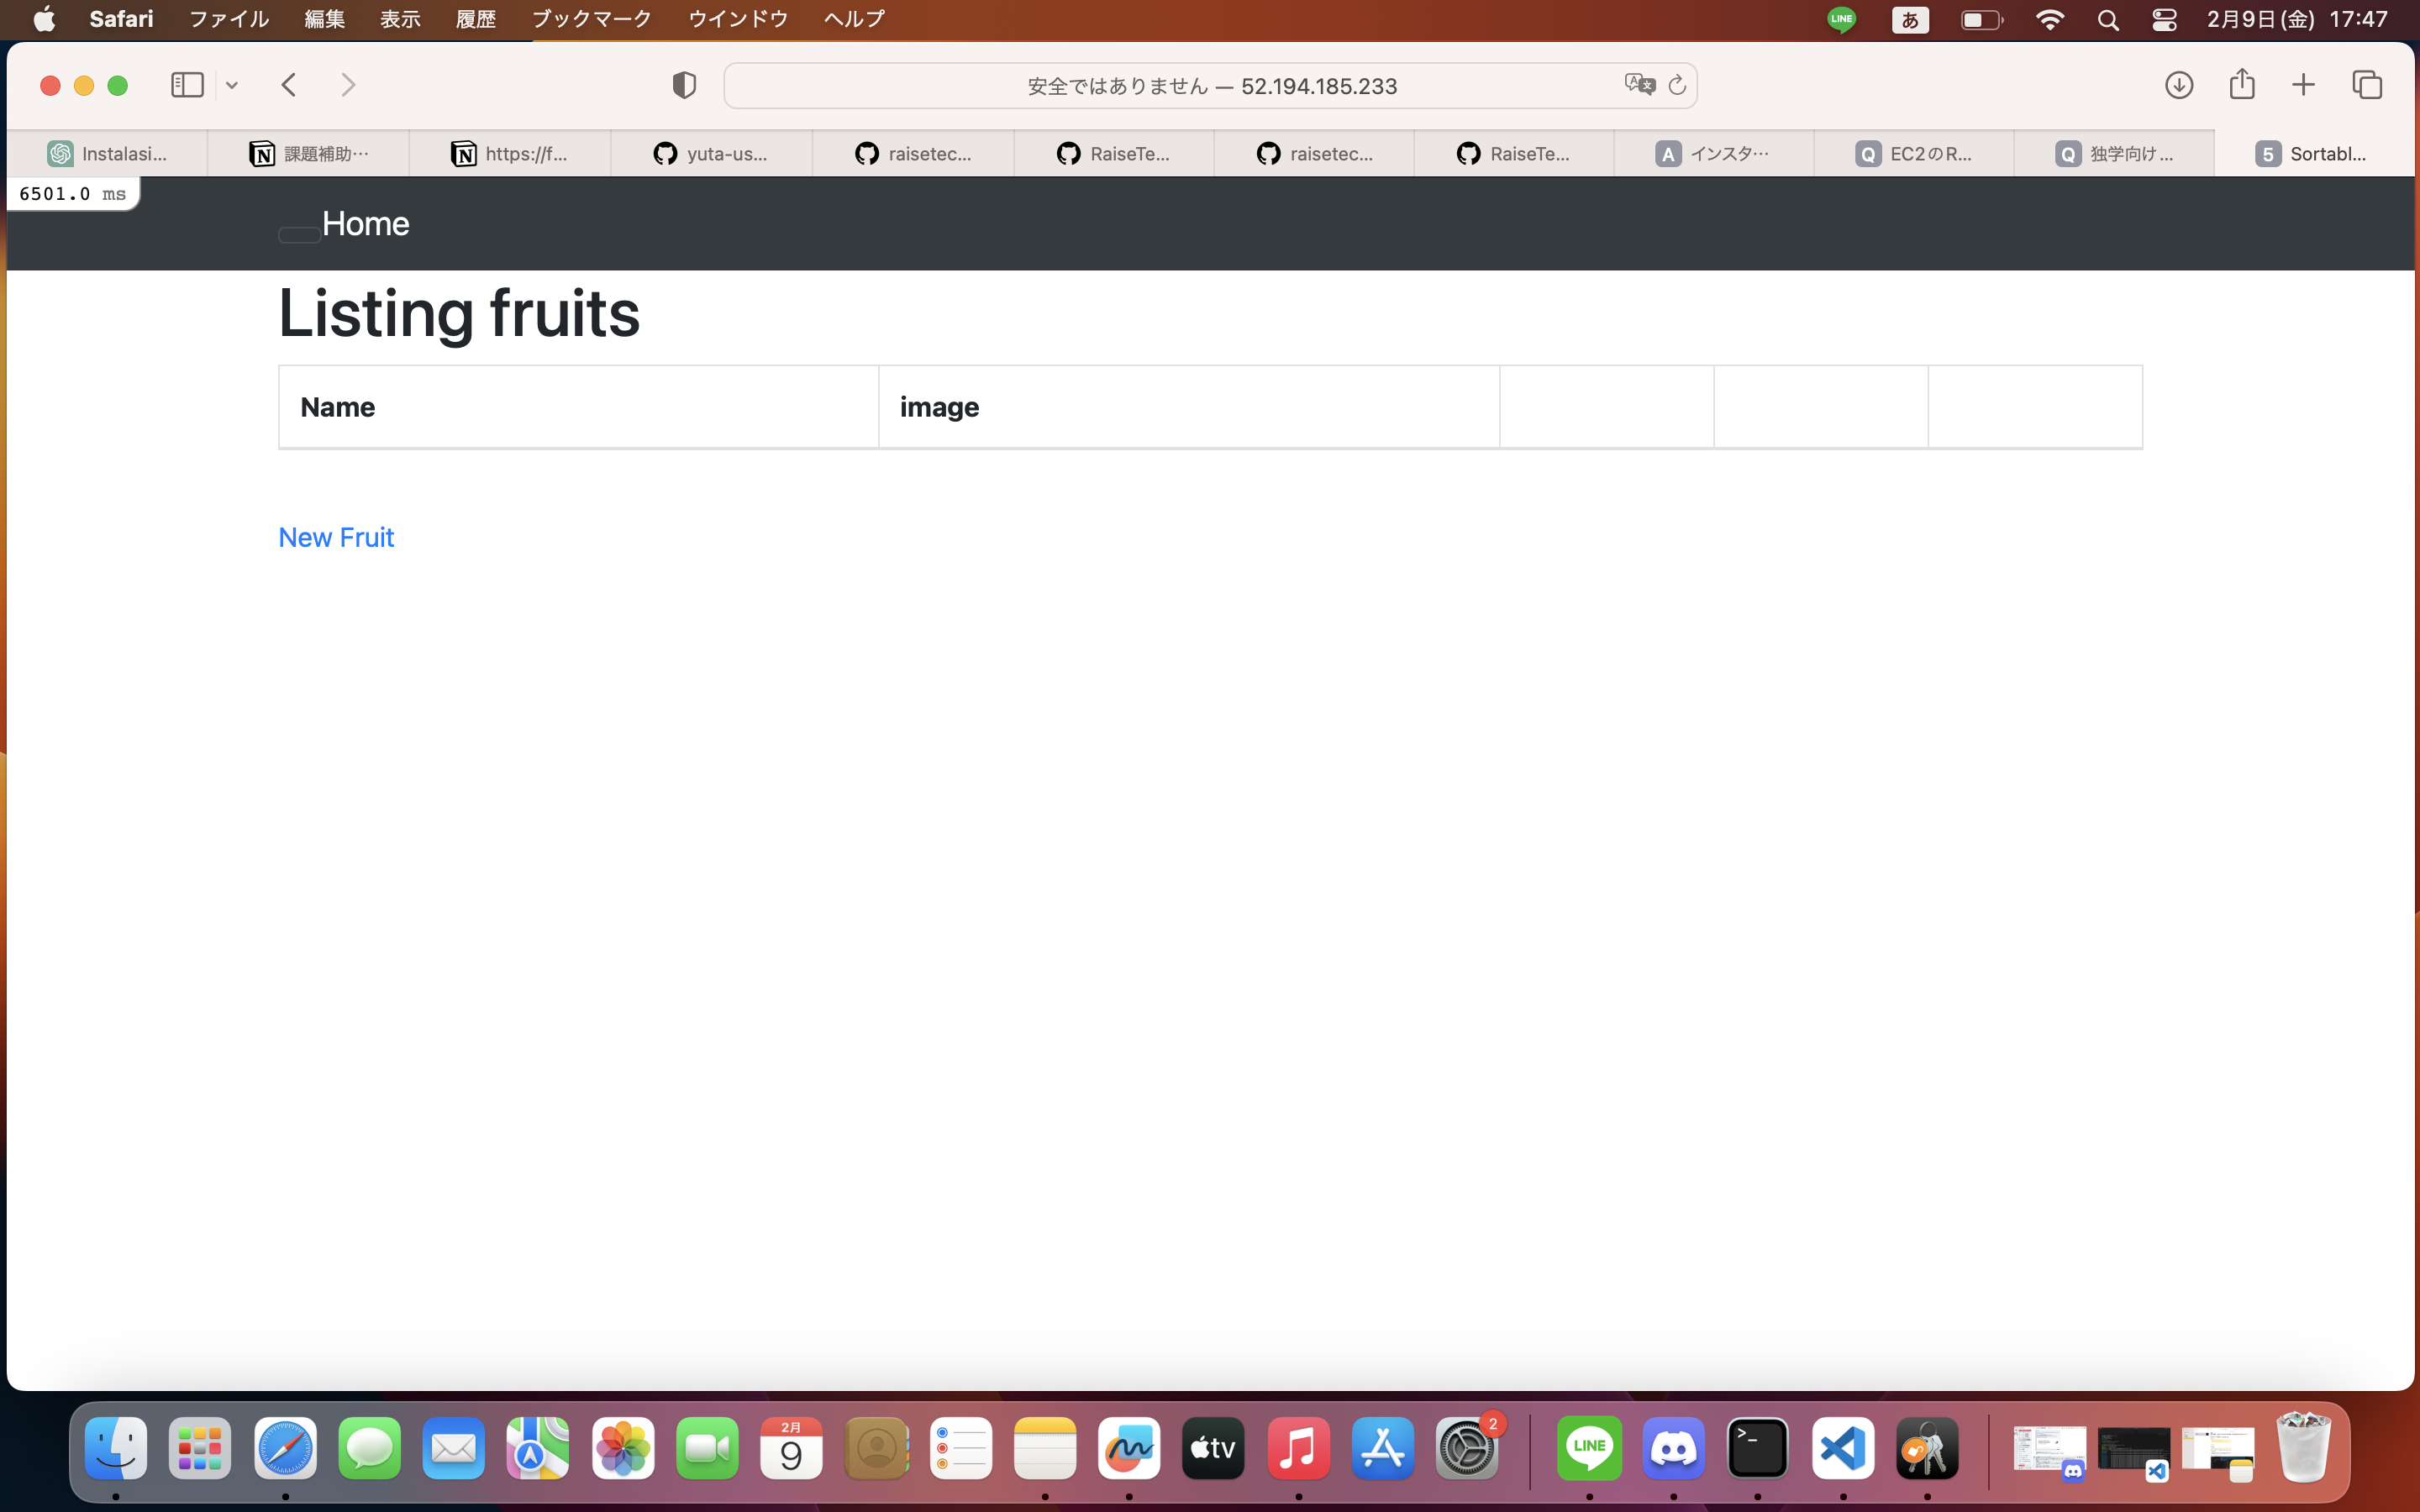 Safari ファイル 編集 表示 履歴 ブックマーク ウインドウ ヘルプ LINE あ 2月9日(金) 17:47
安全ではありません — 52.194.185.233
Instalasi... 課題補助… https://f... yuta-us... raisetec... RaiseTe... raisetec... RaiseTe... A インスタ… Q EC2のR... Q 独学向け... 5 Sortabl...
6501.0 ms
Home
Listing fruits
Name image
New Fruit
2月 9 tv 2 LINE >_